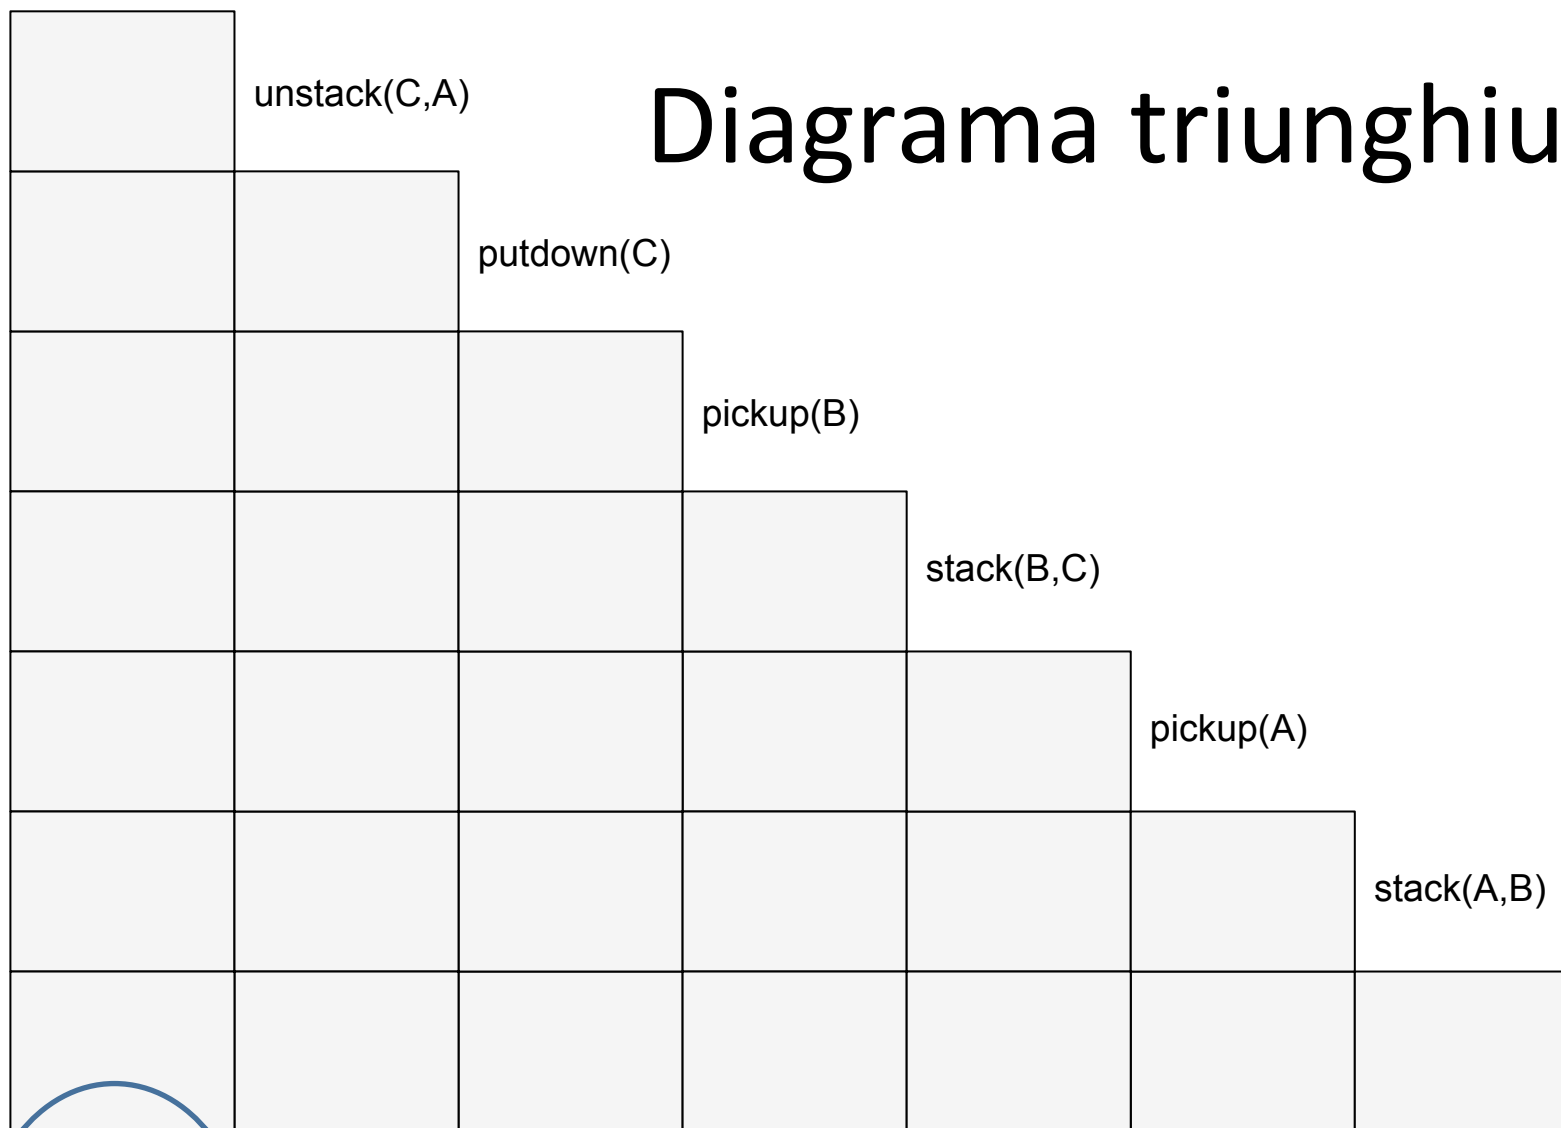 unstack(C,A)
Diagrama triunghiu
putdown(C)
pickup(B)
stack(B,C)
pickup(A)
stack(A,B)